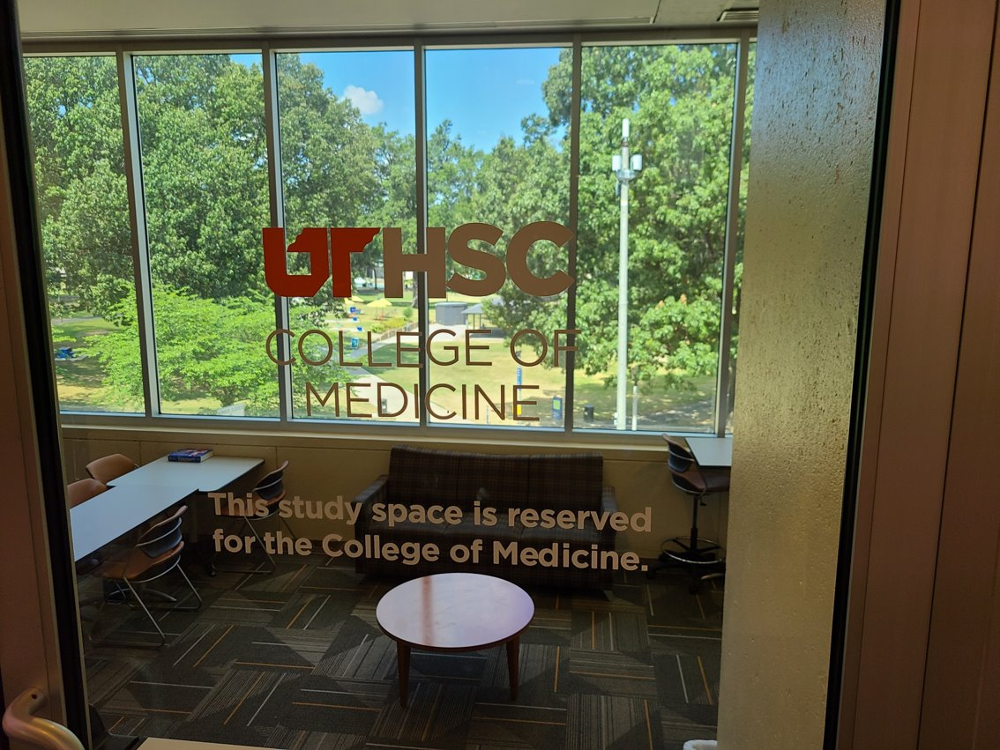 UTHSC
COLLEGE OF
MEDICINE
This study space is reserved
for the College of Medicine.